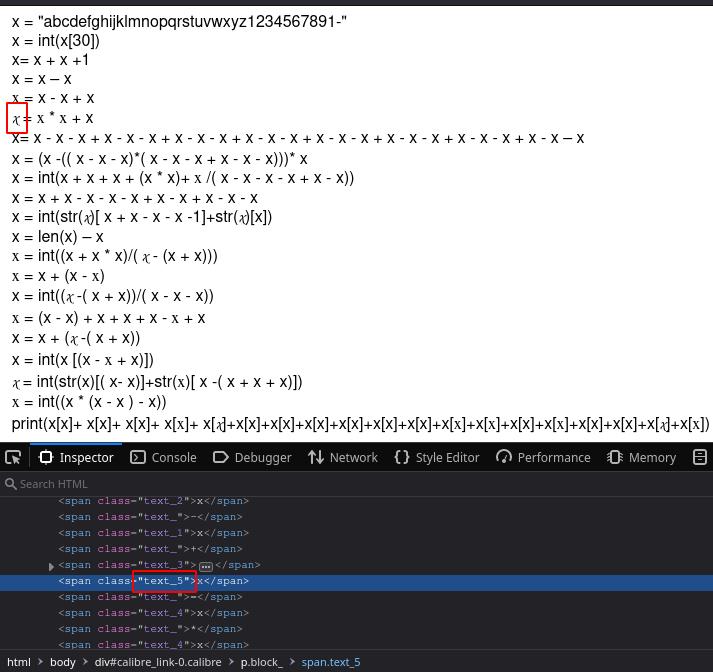 x = "abcdefghijklmnopqrstuvwxyz1234567891-"
x = int(x[30])
x= x + x +1
x = x – x
x = x - x + x
x = x * x + x
x= x - x - x + x - x - x + x - x - x + x - x - x + x - x - x + x - x - x + x - x - x + x - x – x
x = (x -(( x - x - x)*( x - x - x + x - x - x)))* x
x = int(x + x + x + (x * x)+ x /( x - x - x - x + x - x))
x = x + x - x - x - x + x - x + x - x - x
x = int(str(x)[ x + x - x - x -1]+str(x)[x])
x = len(x) – x
x = int((x + x * x)/( x - (x + x)))
x = x + (x - x)
x = int((x -( x + x))/( x - x - x))
x = (x - x) + x + x + x - x + x
x = x + (x -( x + x))
x = int(x [(x - x + x)])
x = int(str(x)[( x- x)]+str(x)[ x -( x + x + x)])
x = int((x * (x - x ) - x))
print(x[x]+ x[x]+ x[x]+ x[x]+ x[x]+x[x]+x[x]+x[x]+x[x]+x[x]+x[x]+x[x]+x[x]+x[x]+x[x]+x[x]+x[x]+x[x]+x[x]+x[x])
Inspector Console Debugger Network Style Editor Performance Memory
Search HTML
<span class="text_2">x</span>
<span class="text_">-</span>
<span class="text_1">x</span>
<span class="text_">+</span>
<span class="text_3"> ... </span>
<span class="text_5">x</span>
<span class="text_">=</span>
<span class="text_4">x</span>
<span class="text_">*</span>
<span class="text_4">x</span>
html > body > div#calibre_link-0.calibre > p.block_ > span.text_5